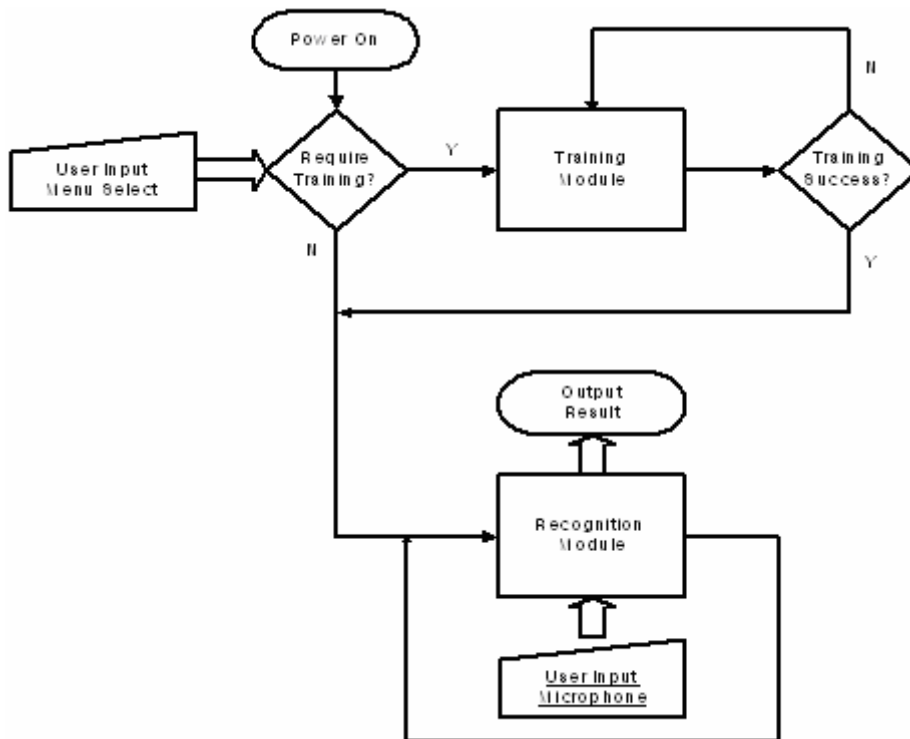 Power On
User Input
Menu Select
Require
Training?
Y
Training
Module
N
Training
Success?
N
Y
Output
Result
Recognition
Module
User Input
Microphone